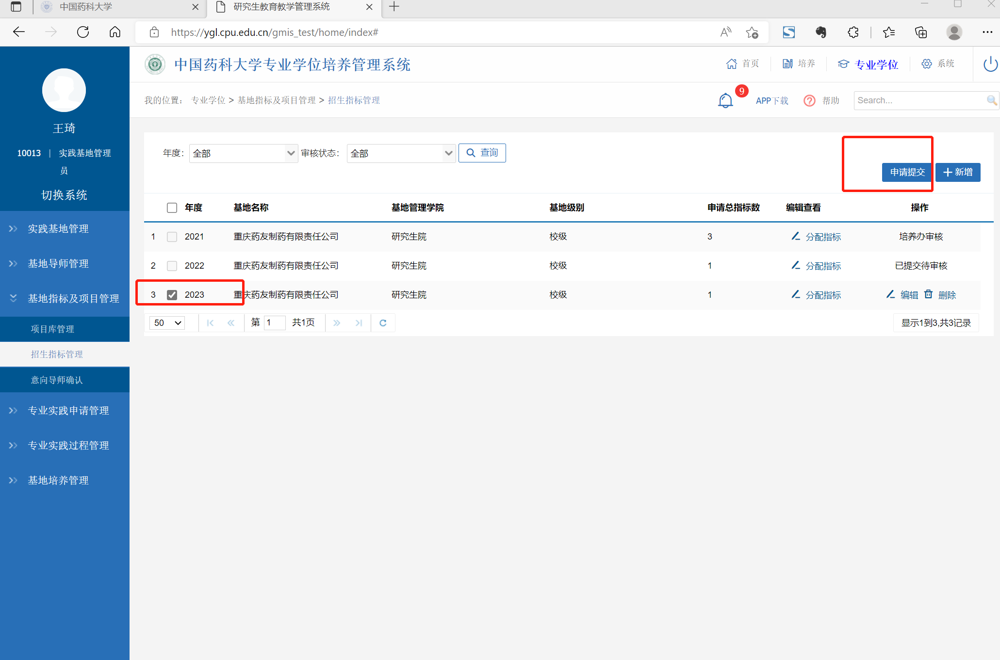 中国药科大学
研究生教育教学管理系统
https://ygl.cpu.edu.cn/gmis_test/home/index#
中国药科大学专业学位培养管理系统
首页
培养
专业学位
系统
王琦
10013 | 实践基地管理
员
切换系统
我的位置： 专业学位 > 基地指标及项目管理 > 招生指标管理
9
APP下载
帮助
Search...
年度：
全部
审核状态：
全部
查询
申请提交
新增
年度 基地名称 基地管理学院 基地级别 申请总指标数 编辑查看 操作
1 2021 重庆药友制药有限责任公司 研究生院 校级 3 分配指标 培养办审核
2 2022 重庆药友制药有限责任公司 研究生院 校级 1 分配指标 已提交待审核
3 2023 重庆药友制药有限责任公司 研究生院 校级 1 分配指标 编辑 删除
50 第 1 共1页
显示1到3,共3记录
实践基地管理
基地导师管理
基地指标及项目管理
项目库管理
招生指标管理
意向导师确认
专业实践申请管理
专业实践过程管理
基地培养管理